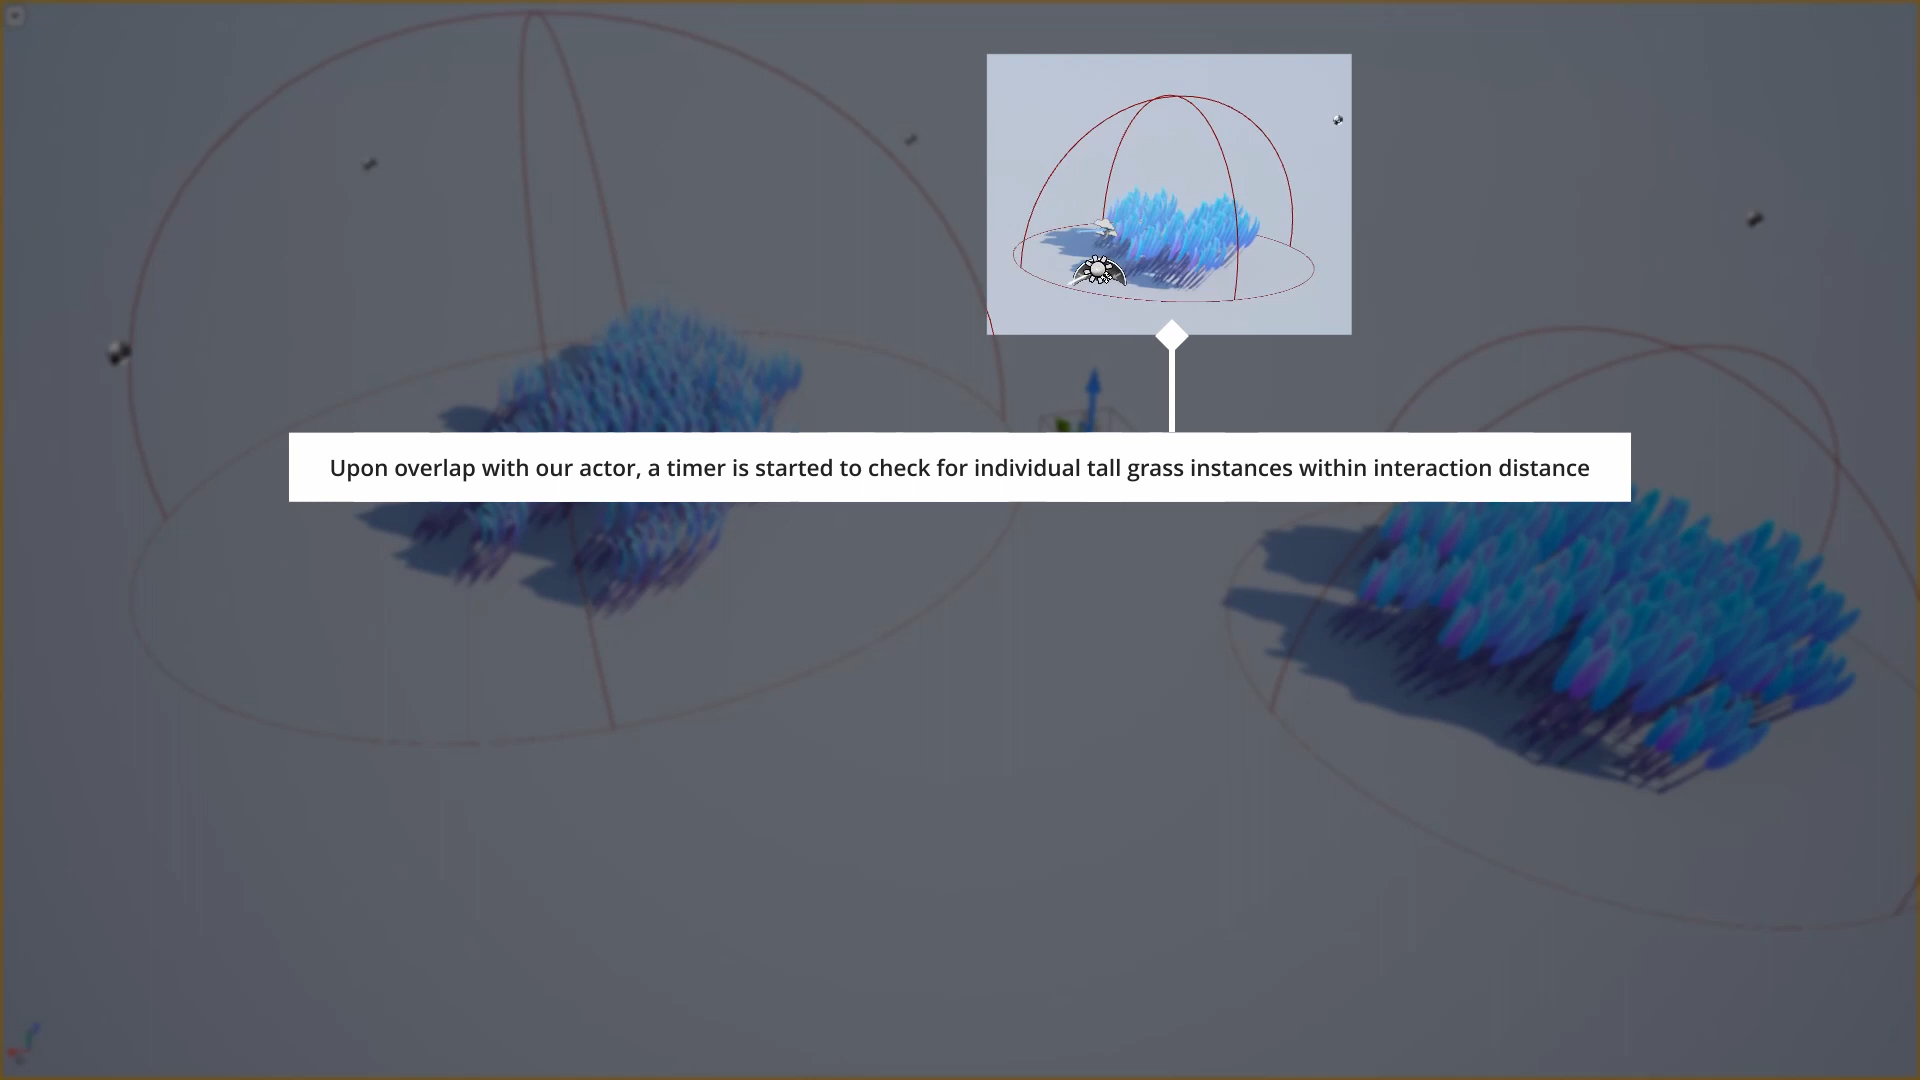 Upon overlap with our actor, a timer is started to check for individual tall grass instances within interaction distance